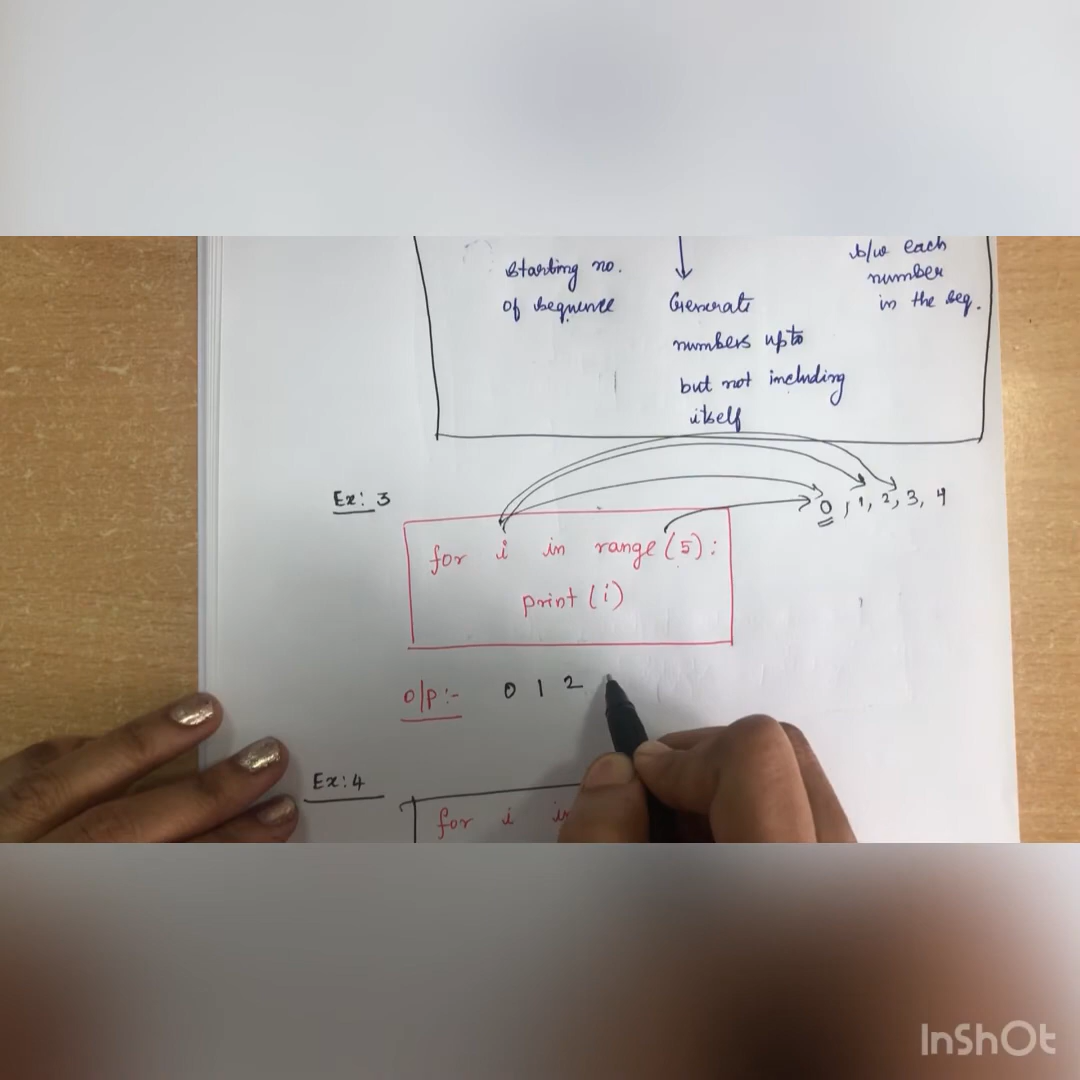 Starting no.
of sequence
Generate
numbers upto
but not including
itself
b/w each
number
in the seq.
Ex: 3
0, 1, 2, 3, 4
for i in range(5):
print(i)
o/p:- 0 1 2
Ex: 4
for i in
InShOt